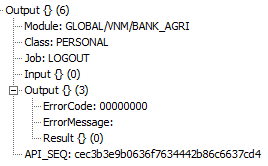 Output {} (6)
Module: GLOBAL/VNM/BANK_AGRI
Class: PERSONAL
Job: LOGOUT
Input {} (0)
Output {} (3)
ErrorCode: 00000000
ErrorMessage:
Result {} (0)
API_SEQ: cec3b3e9b0636f7634442b86c6637cd4